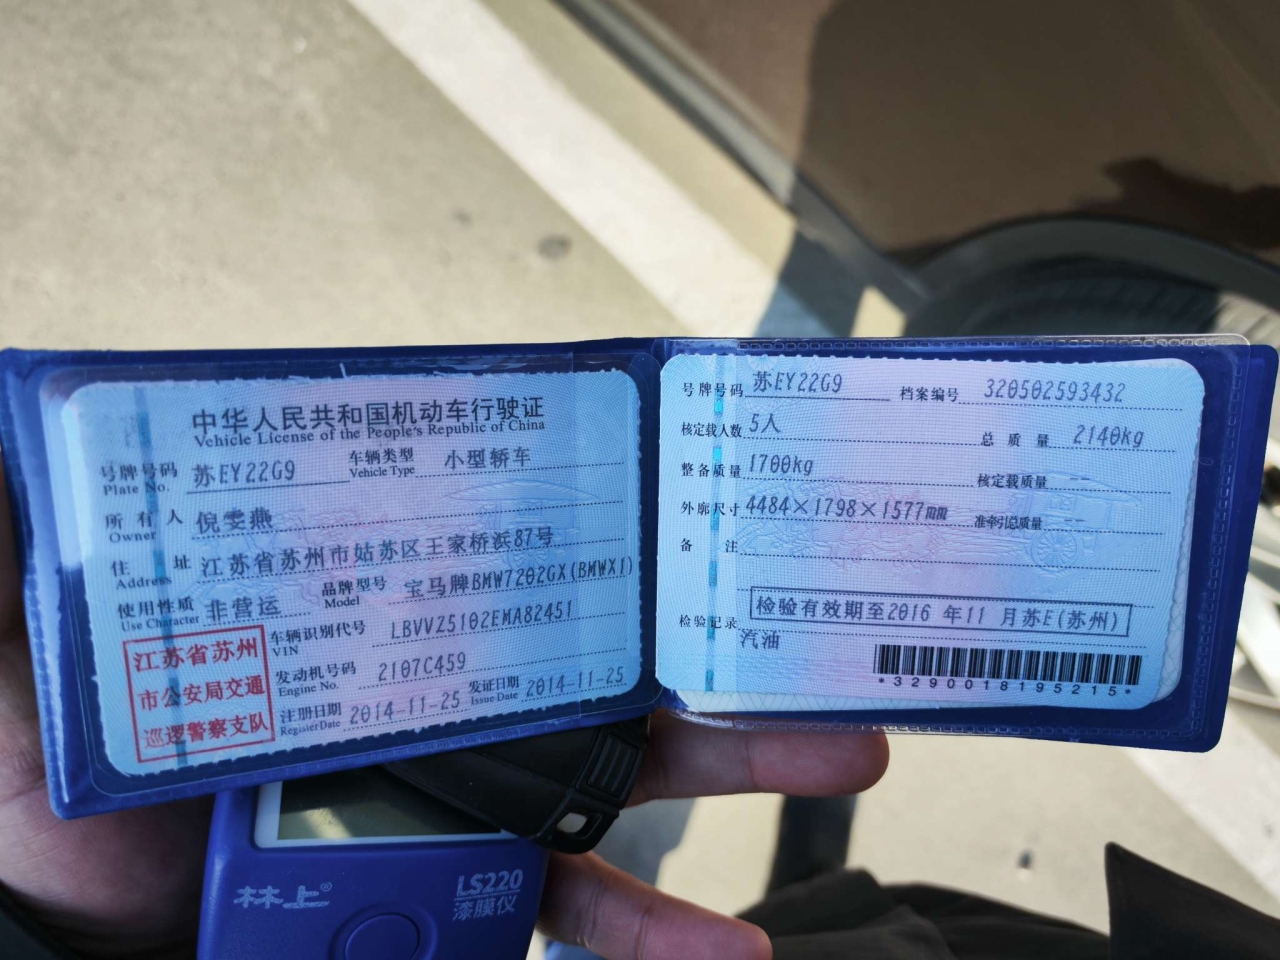 中华人民共和国机动车行驶证
Vehicle License of the People's Republic of China
号牌号码 苏EY22G9 车辆类型 小型轿车
Plate No. Vehicle Type
所有人 倪雯燕
Owner
住址 江苏省苏州市姑苏区王家桥浜87号
Address
使用性质 非营运 品牌型号 宝马牌BMW7202GX(BMWX1)
Use Character Model
江苏省苏州
市公安局交通
巡逻警察支队
车辆识别代号 LBVVZ5102EMA82451
VIN
发动机号码 2107C459
Engine No.
注册日期 2014-11-25 发证日期 2014-11-25
Register Date Issue Date
号牌号码 苏EY22G9 档案编号 320502593432
核定载人数 5人 总质量 2140kg
整备质量 1700kg 核定载质量
外廓尺寸 4484×1798×1577mm 准牵引总质量
备注
检验记录 检验有效期至2016年11月苏E(苏州)
汽油
*3290018195215*
林上®
LS220
漆膜仪